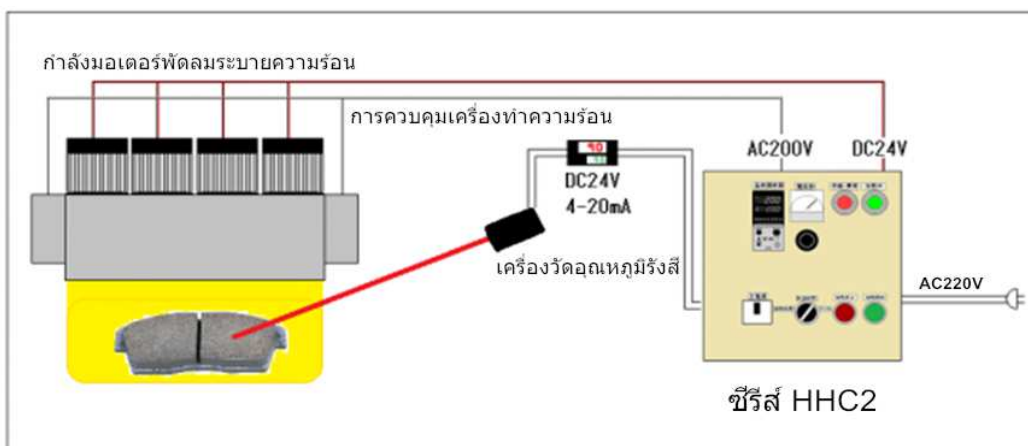 กำลังมอเตอร์พัดลมระบายความร้อน
การควบคุมเครื่องทำความร้อน
AC200V
DC24V
90
DC24V
4-20mA
เครื่องวัดอุณหภูมิรังสี
AC220V
ซีรีส์ HHC2